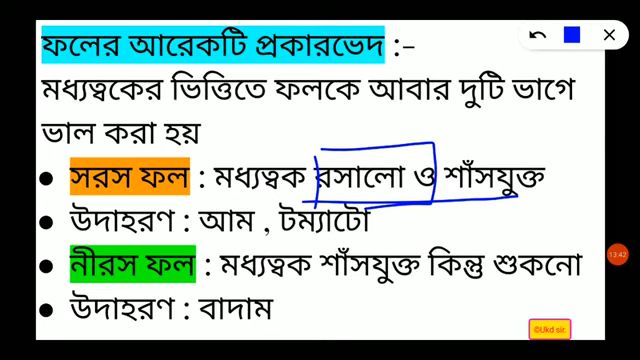 ফলের আরেকটি প্রকারভেদ :-
মধ্যত্বকের ভিত্তিতে ফলকে আবার দুটি ভাগে
ভাল করা হয়
● সরস ফল : মধ্যত্বক রসালো ও শাঁসযুক্ত
● উদাহরণ : আম , টম্যাটো
● নীরস ফল : মধ্যত্বক শাঁসযুক্ত কিন্তু শুকনো
● উদাহরণ : বাদাম
13:42
©Ukd sir.